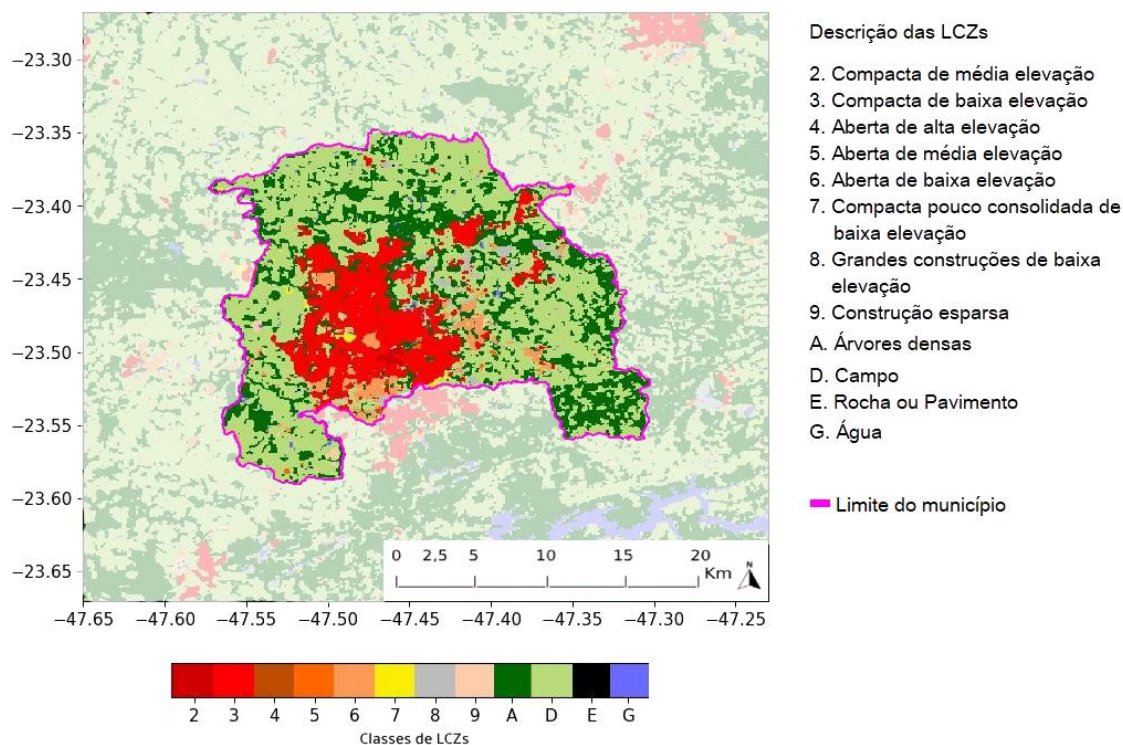 −23.30
−23.35
−23.40
−23.45
−23.50
−23.55
−23.60
−23.65
−47.65 −47.60 −47.55 −47.50 −47.45 −47.40 −47.35 −47.30 −47.25
0 2,5 5 10 15 20
Km
N
2 3 4 5 6 7 8 9 A D E G
Classes de LCZs
Descrição das LCZs
2. Compacta de média elevação
3. Compacta de baixa elevação
4. Aberta de alta elevação
5. Aberta de média elevação
6. Aberta de baixa elevação
7. Compacta pouco consolidada de
baixa elevação
8. Grandes construções de baixa
elevação
9. Construção esparsa
A. Árvores densas
D. Campo
E. Rocha ou Pavimento
G. Água
Limite do município